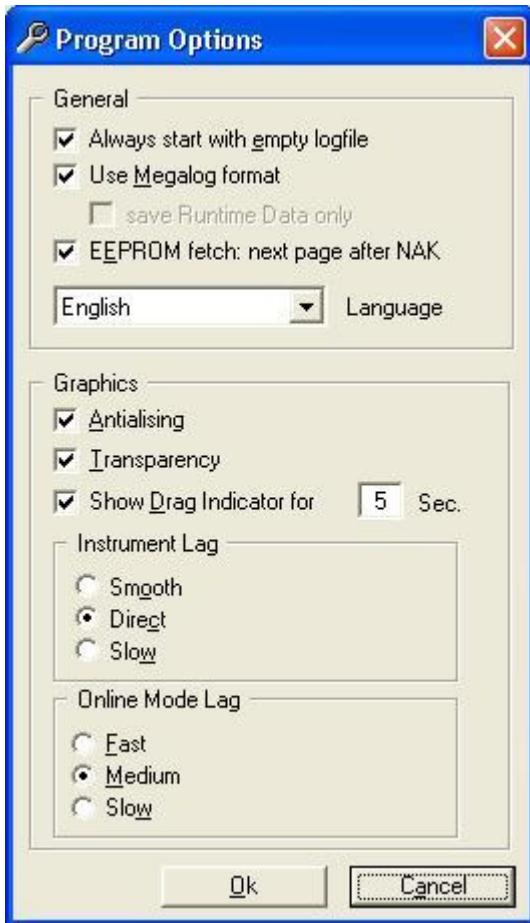 Program Options
General
Always start with empty logfile
Use Megalog format
save Runtime Data only
EEPROM fetch: next page after NAK
English Language
Graphics
Antialising
Transparency
Show Drag Indicator for 5 Sec.
Instrument Lag
Smooth
Direct
Slow
Online Mode Lag
Fast
Medium
Slow
Ok Cancel